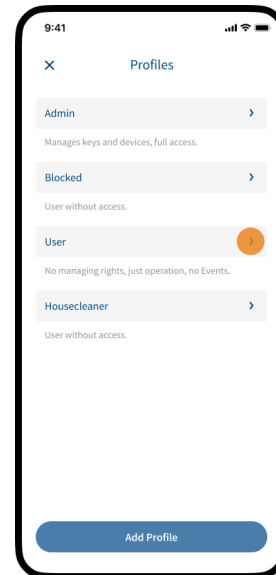 9:41
Profiles
Admin
Manages keys and devices, full access.
Blocked
User without access.
User
No managing rights, just operation, no Events.
Housecleaner
User without access.
Add Profile